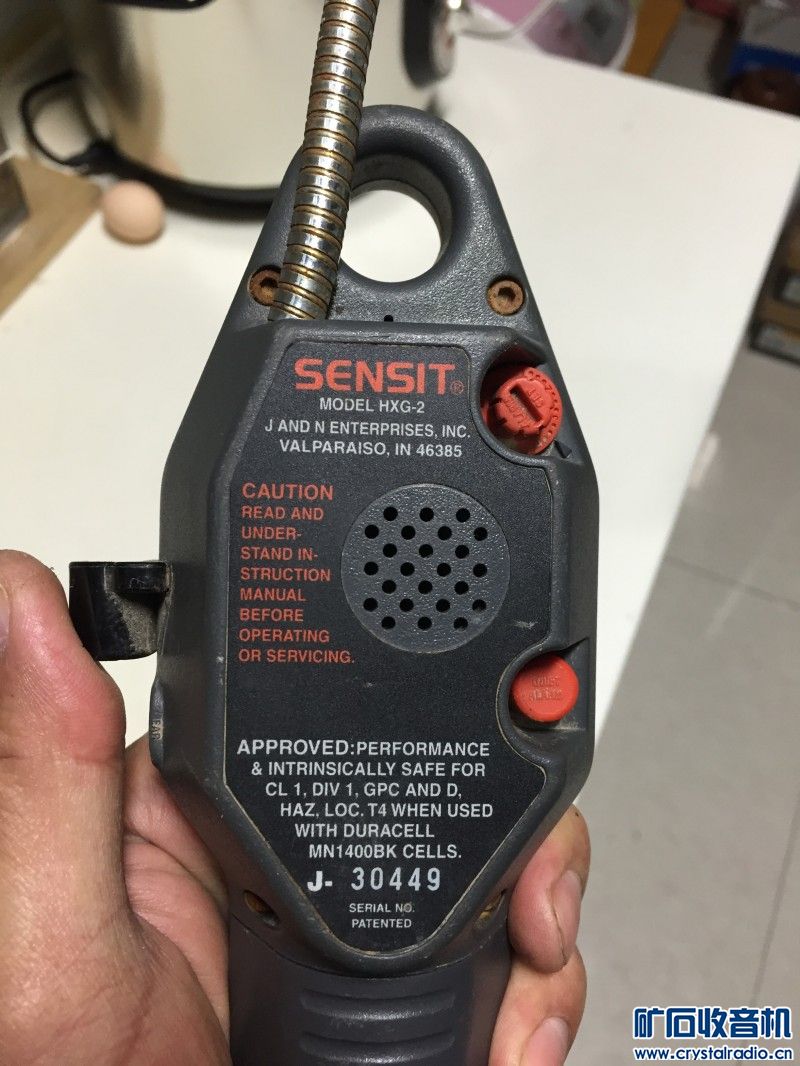 SENSIT®
MODEL HXG-2
J AND N ENTERPRISES, INC.
VALPARAISO, IN 46385
CAUTION
READ AND
UNDER-
STAND IN-
STRUCTION
MANUAL
BEFORE
OPERATING
OR SERVICING.
APPROVED:PERFORMANCE
& INTRINSICALLY SAFE FOR
CL 1, DIV 1, GPC AND D,
HAZ, LOC. T4 WHEN USED
WITH DURACELL
MN1400BK CELLS.
J- 30449
SERIAL NO.
PATENTED
矿石收音机
www.crystalradio.cn